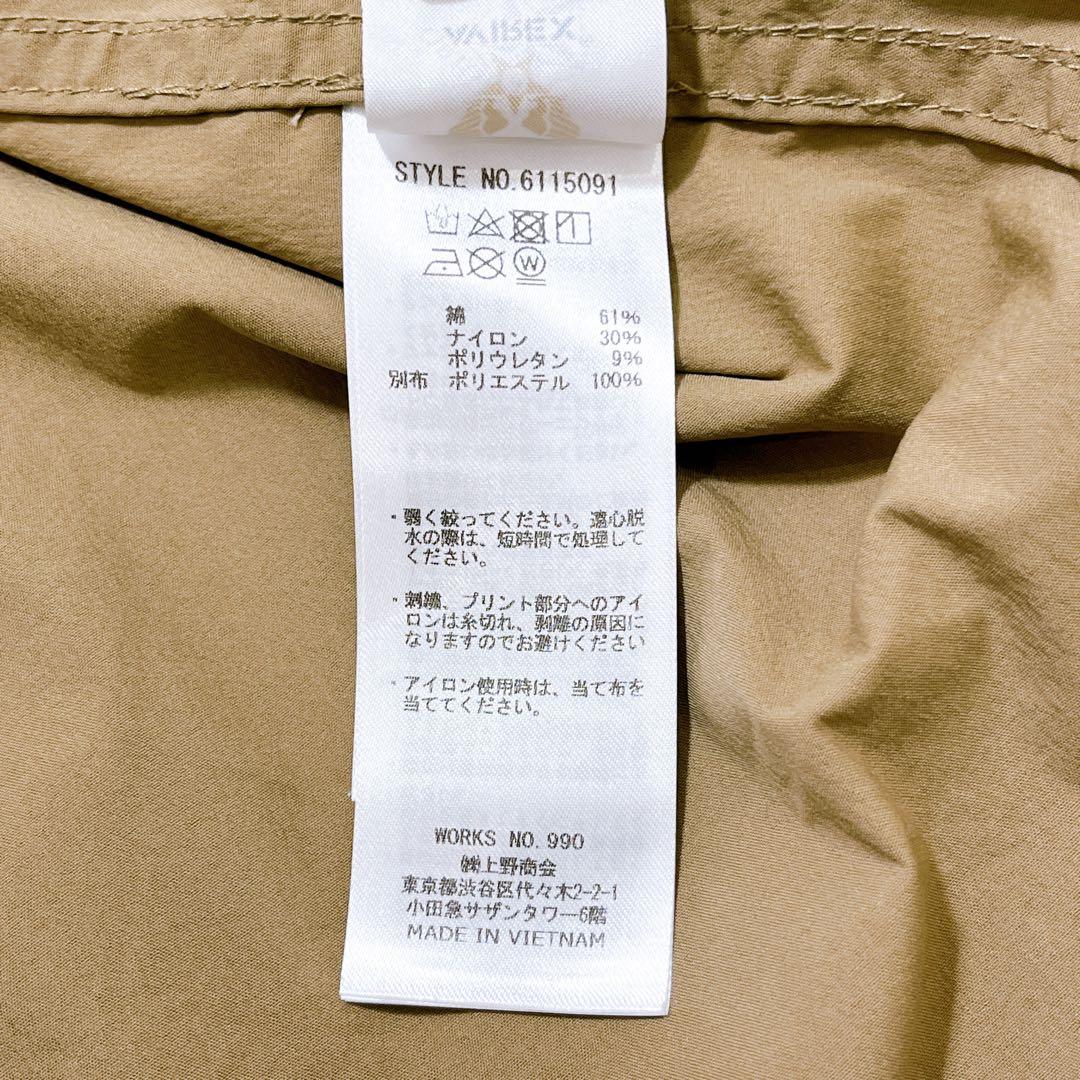 STYLE NO.6115091
W
綿 61%
ナイロン 30%
ポリウレタン 9%
別布 ポリエステル 100%
・弱く絞ってください。遠心脱
水の際は、短時間で処理して
ください。
・刺繍、プリント部分へのアイ
ロンは糸切れ、剥離の原因に
なりますのでお避けください
・アイロン使用時は、当て布を
当ててください。
WORKS NO.990
㈱上野商会
東京都渋谷区代々木2-2-1
小田急サザンタワー6階
MADE IN VIETNAM